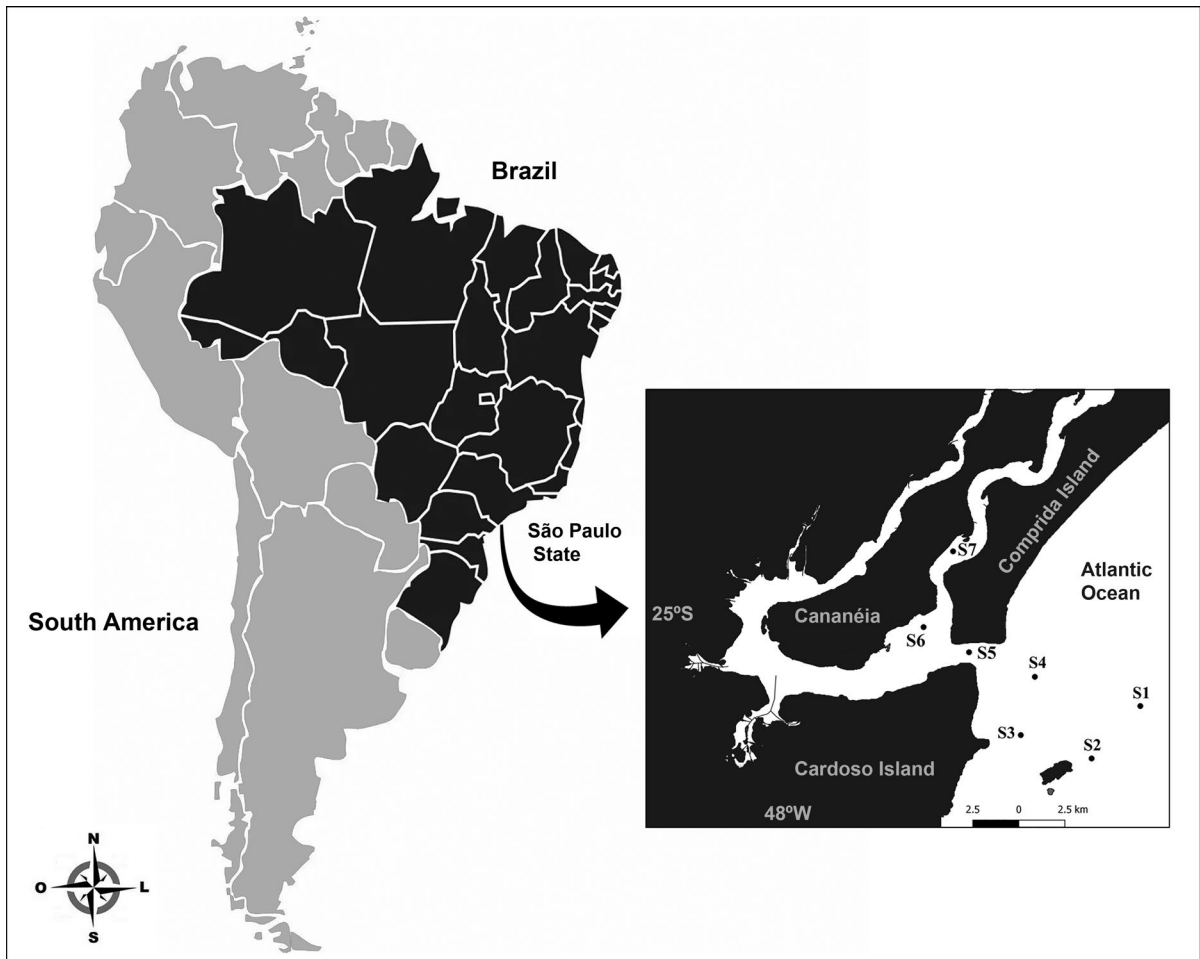 Brazil
São Paulo
State
South America
Comprida Island
S7
Atlantic
Ocean
25ºS
Cananéia
S6
S5
S4
S1
S3
S2
Cardoso Island
48ºW
2.5 0 2.5 km
N
O L
S